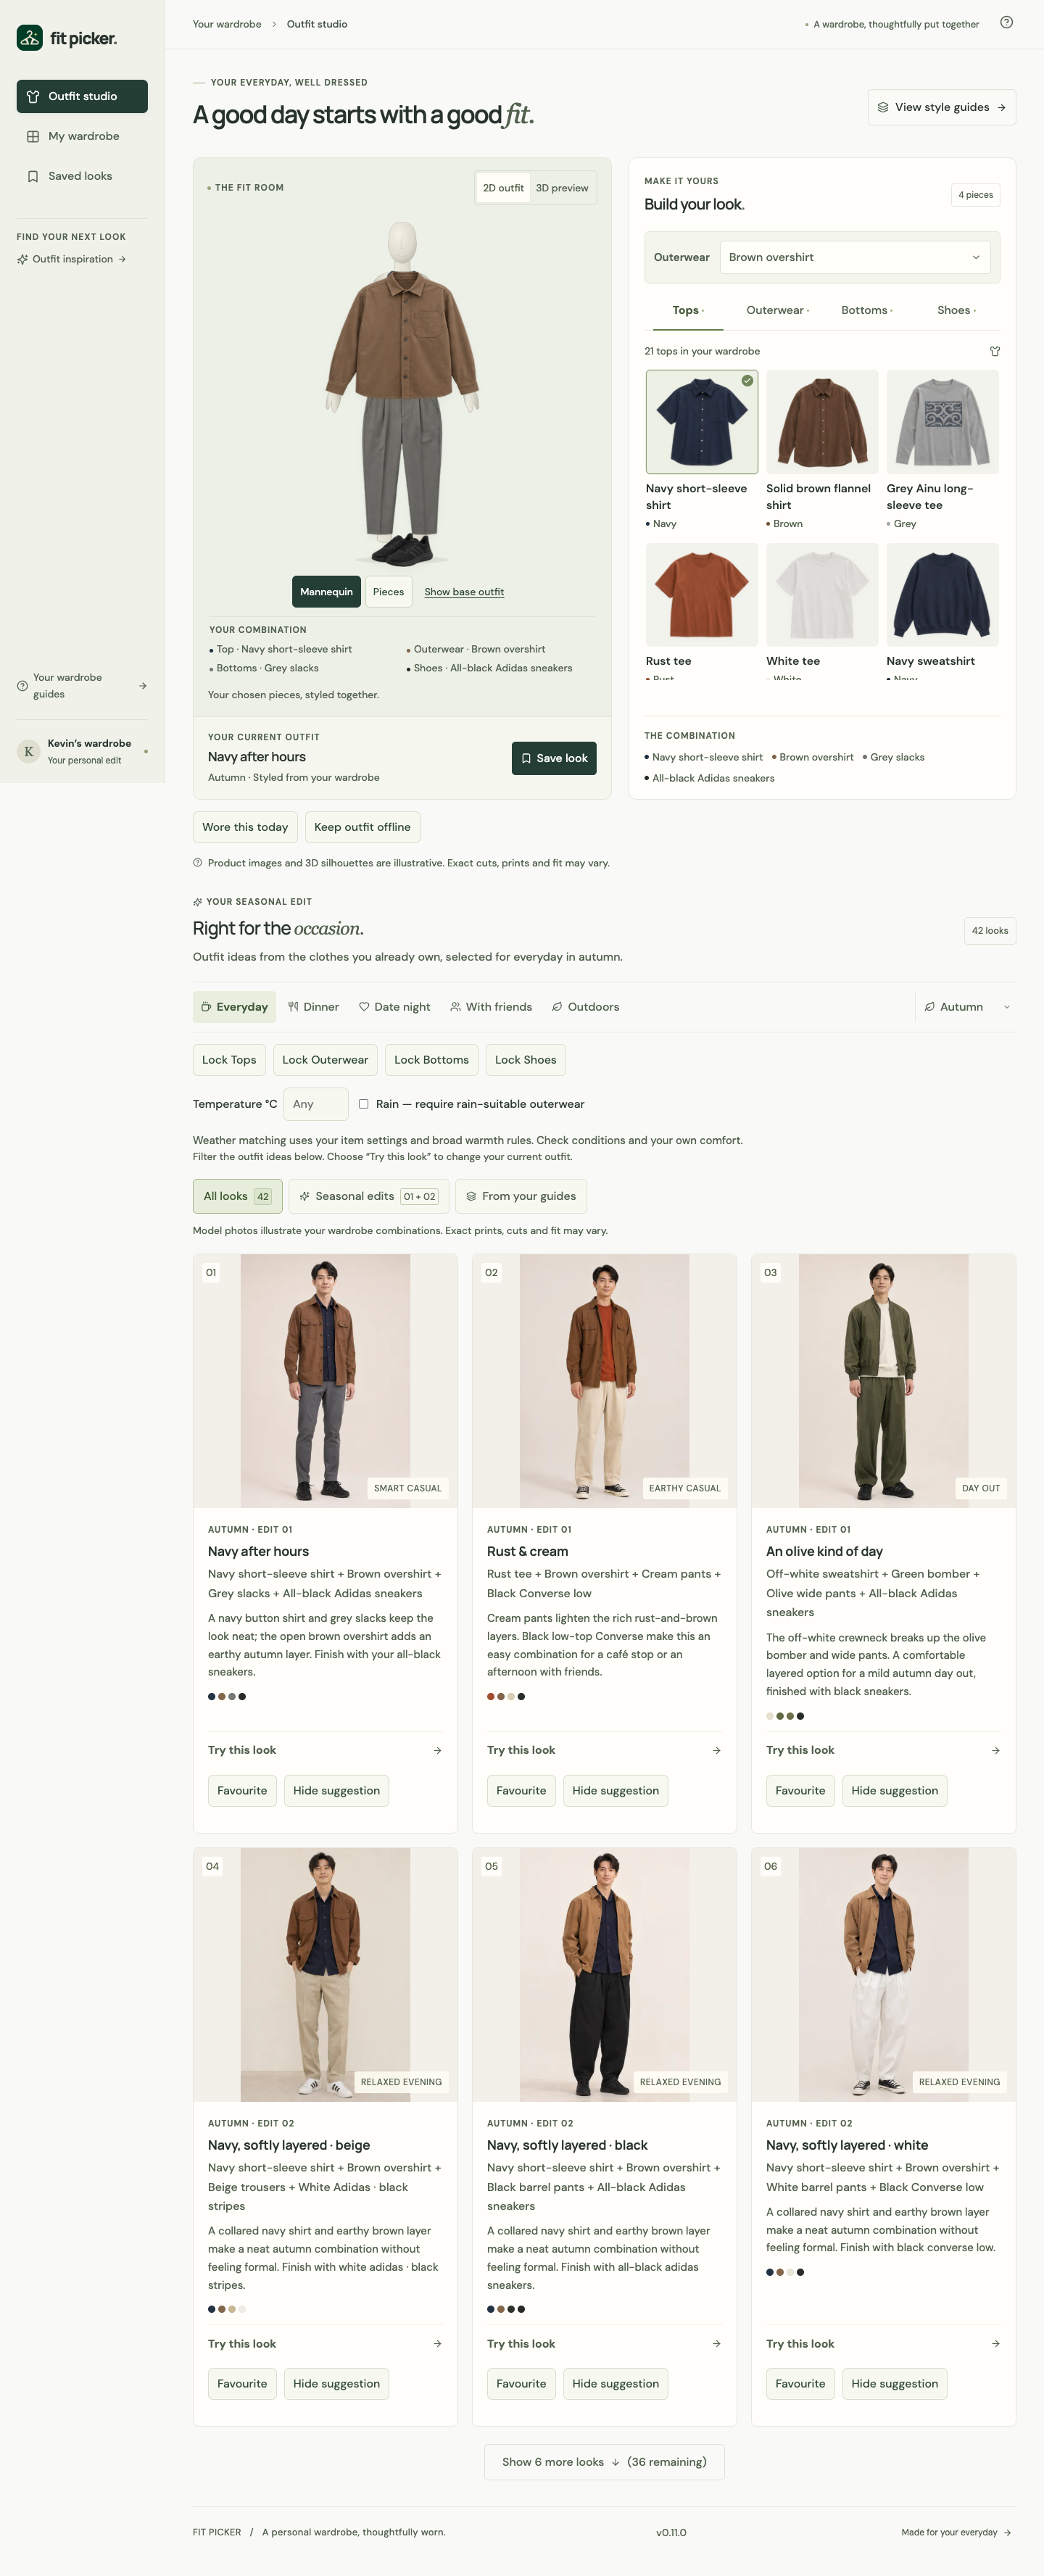 fit picker.
Outfit studio
My wardrobe
Saved looks
FIND YOUR NEXT LOOK
Outfit inspiration →
Your wardrobe
guides
K
Kevin’s wardrobe
Your personal edit
Your wardrobe > Outfit studio
A wardrobe, thoughtfully put together
YOUR EVERYDAY, WELL DRESSED
A good day starts with a good fit.
View style guides →
THE FIT ROOM
2D outfit 3D preview
Mannequin Pieces Show base outfit
YOUR COMBINATION
Top · Navy short-sleeve shirt
Outerwear · Brown overshirt
Bottoms · Grey slacks
Shoes · All-black Adidas sneakers
Your chosen pieces, styled together.
YOUR CURRENT OUTFIT
Navy after hours
Autumn · Styled from your wardrobe
Save look
MAKE IT YOURS
Build your look.
4 pieces
Outerwear Brown overshirt
Tops · Outerwear · Bottoms · Shoes ·
21 tops in your wardrobe
Navy short-sleeve
shirt
Navy
Solid brown flannel
shirt
Brown
Grey Ainu long-
sleeve tee
Grey
Rust tee
Rust
White tee
White
Navy sweatshirt
Navy
THE COMBINATION
Navy short-sleeve shirt Brown overshirt Grey slacks
All-black Adidas sneakers
Wore this today Keep outfit offline
Product images and 3D silhouettes are illustrative. Exact cuts, prints and fit may vary.
YOUR SEASONAL EDIT
Right for the occasion.
42 looks
Outfit ideas from the clothes you already own, selected for everyday in autumn.
Everyday Dinner Date night With friends Outdoors Autumn
Lock Tops Lock Outerwear Lock Bottoms Lock Shoes
Temperature °C Any Rain — require rain-suitable outerwear
Weather matching uses your item settings and broad warmth rules. Check conditions and your own comfort.
Filter the outfit ideas below. Choose “Try this look” to change your current outfit.
All looks 42 Seasonal edits 01 + 02 From your guides
Model photos illustrate your wardrobe combinations. Exact prints, cuts and fit may vary.
01
SMART CASUAL
AUTUMN · EDIT 01
Navy after hours
Navy short-sleeve shirt + Brown overshirt +
Grey slacks + All-black Adidas sneakers
A navy button shirt and grey slacks keep the
look neat; the open brown overshirt adds an
earthy autumn layer. Finish with your all-black
sneakers.
Try this look →
Favourite Hide suggestion
02
EARTHY CASUAL
AUTUMN · EDIT 01
Rust & cream
Rust tee + Brown overshirt + Cream pants +
Black Converse low
Cream pants lighten the rich rust-and-brown
layers. Black low-top Converse make this an
easy combination for a café stop or an
afternoon with friends.
Try this look →
Favourite Hide suggestion
03
DAY OUT
AUTUMN · EDIT 01
An olive kind of day
Off-white sweatshirt + Green bomber +
Olive wide pants + All-black Adidas
sneakers
The off-white crewneck breaks up the olive
bomber and wide pants. A comfortable
layered option for a mild autumn day out,
finished with black sneakers.
Try this look →
Favourite Hide suggestion
04
RELAXED EVENING
AUTUMN · EDIT 02
Navy, softly layered · beige
Navy short-sleeve shirt + Brown overshirt +
Beige trousers + White Adidas · black
stripes
A collared navy shirt and earthy brown layer
make a neat autumn combination without
feeling formal. Finish with white adidas · black
stripes.
Try this look →
Favourite Hide suggestion
05
RELAXED EVENING
AUTUMN · EDIT 02
Navy, softly layered · black
Navy short-sleeve shirt + Brown overshirt +
Black barrel pants + All-black Adidas
sneakers
A collared navy shirt and earthy brown layer
make a neat autumn combination without
feeling formal. Finish with all-black adidas
sneakers.
Try this look →
Favourite Hide suggestion
06
RELAXED EVENING
AUTUMN · EDIT 02
Navy, softly layered · white
Navy short-sleeve shirt + Brown overshirt +
White barrel pants + Black Converse low
A collared navy shirt and earthy brown layer
make a neat autumn combination without
feeling formal. Finish with black converse low.
Try this look →
Favourite Hide suggestion
Show 6 more looks ↓ (36 remaining)
FIT PICKER / A personal wardrobe, thoughtfully worn.
v0.11.0
Made for your everyday →